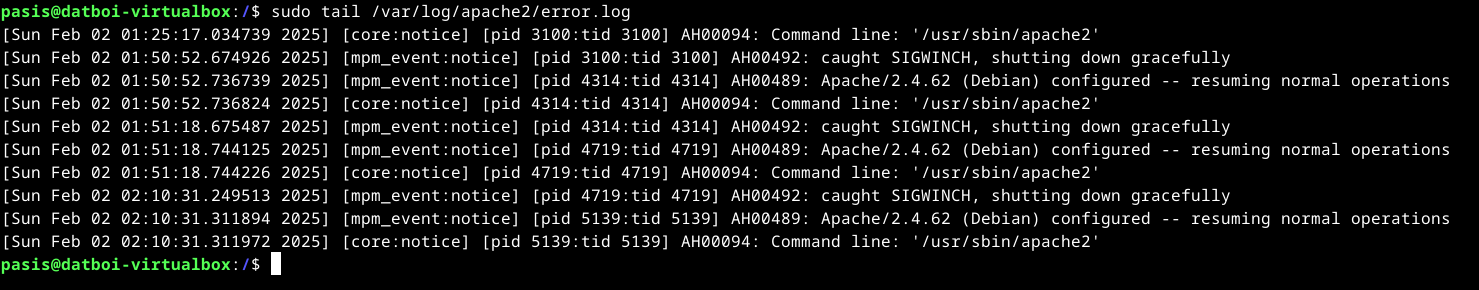 pasis@datboi-virtualbox:/$ sudo tail /var/log/apache2/error.log
[Sun Feb 02 01:25:17.034739 2025] [core:notice] [pid 3100:tid 3100] AH00094: Command line: '/usr/sbin/apache2'
[Sun Feb 02 01:50:52.674926 2025] [mpm_event:notice] [pid 3100:tid 3100] AH00492: caught SIGWINCH, shutting down gracefully
[Sun Feb 02 01:50:52.736739 2025] [mpm_event:notice] [pid 4314:tid 4314] AH00489: Apache/2.4.62 (Debian) configured -- resuming normal operations
[Sun Feb 02 01:50:52.736824 2025] [core:notice] [pid 4314:tid 4314] AH00094: Command line: '/usr/sbin/apache2'
[Sun Feb 02 01:51:18.675487 2025] [mpm_event:notice] [pid 4314:tid 4314] AH00492: caught SIGWINCH, shutting down gracefully
[Sun Feb 02 01:51:18.744125 2025] [mpm_event:notice] [pid 4719:tid 4719] AH00489: Apache/2.4.62 (Debian) configured -- resuming normal operations
[Sun Feb 02 01:51:18.744226 2025] [core:notice] [pid 4719:tid 4719] AH00094: Command line: '/usr/sbin/apache2'
[Sun Feb 02 02:10:31.249513 2025] [mpm_event:notice] [pid 4719:tid 4719] AH00492: caught SIGWINCH, shutting down gracefully
[Sun Feb 02 02:10:31.311894 2025] [mpm_event:notice] [pid 5139:tid 5139] AH00489: Apache/2.4.62 (Debian) configured -- resuming normal operations
[Sun Feb 02 02:10:31.311972 2025] [core:notice] [pid 5139:tid 5139] AH00094: Command line: '/usr/sbin/apache2'
pasis@datboi-virtualbox:/$